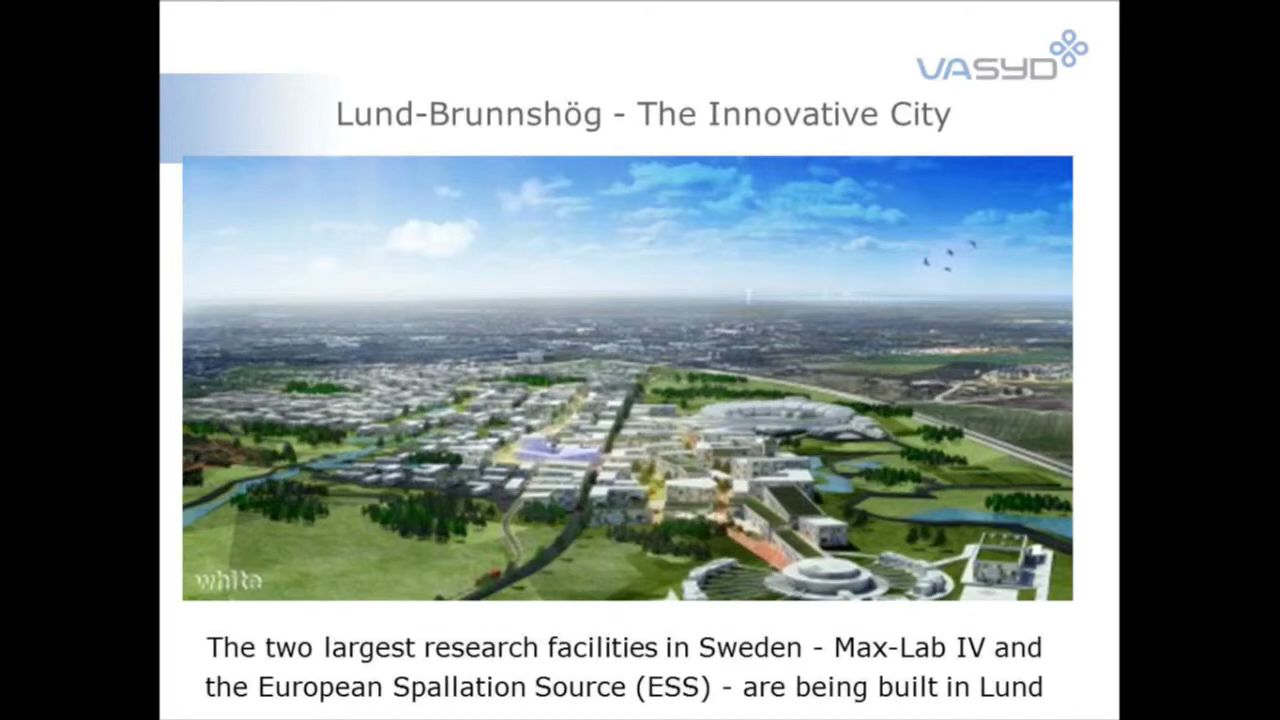 VASYD
Lund-Brunnshög - The Innovative City
white
The two largest research facilities in Sweden - Max-Lab IV and
the European Spallation Source (ESS) - are being built in Lund